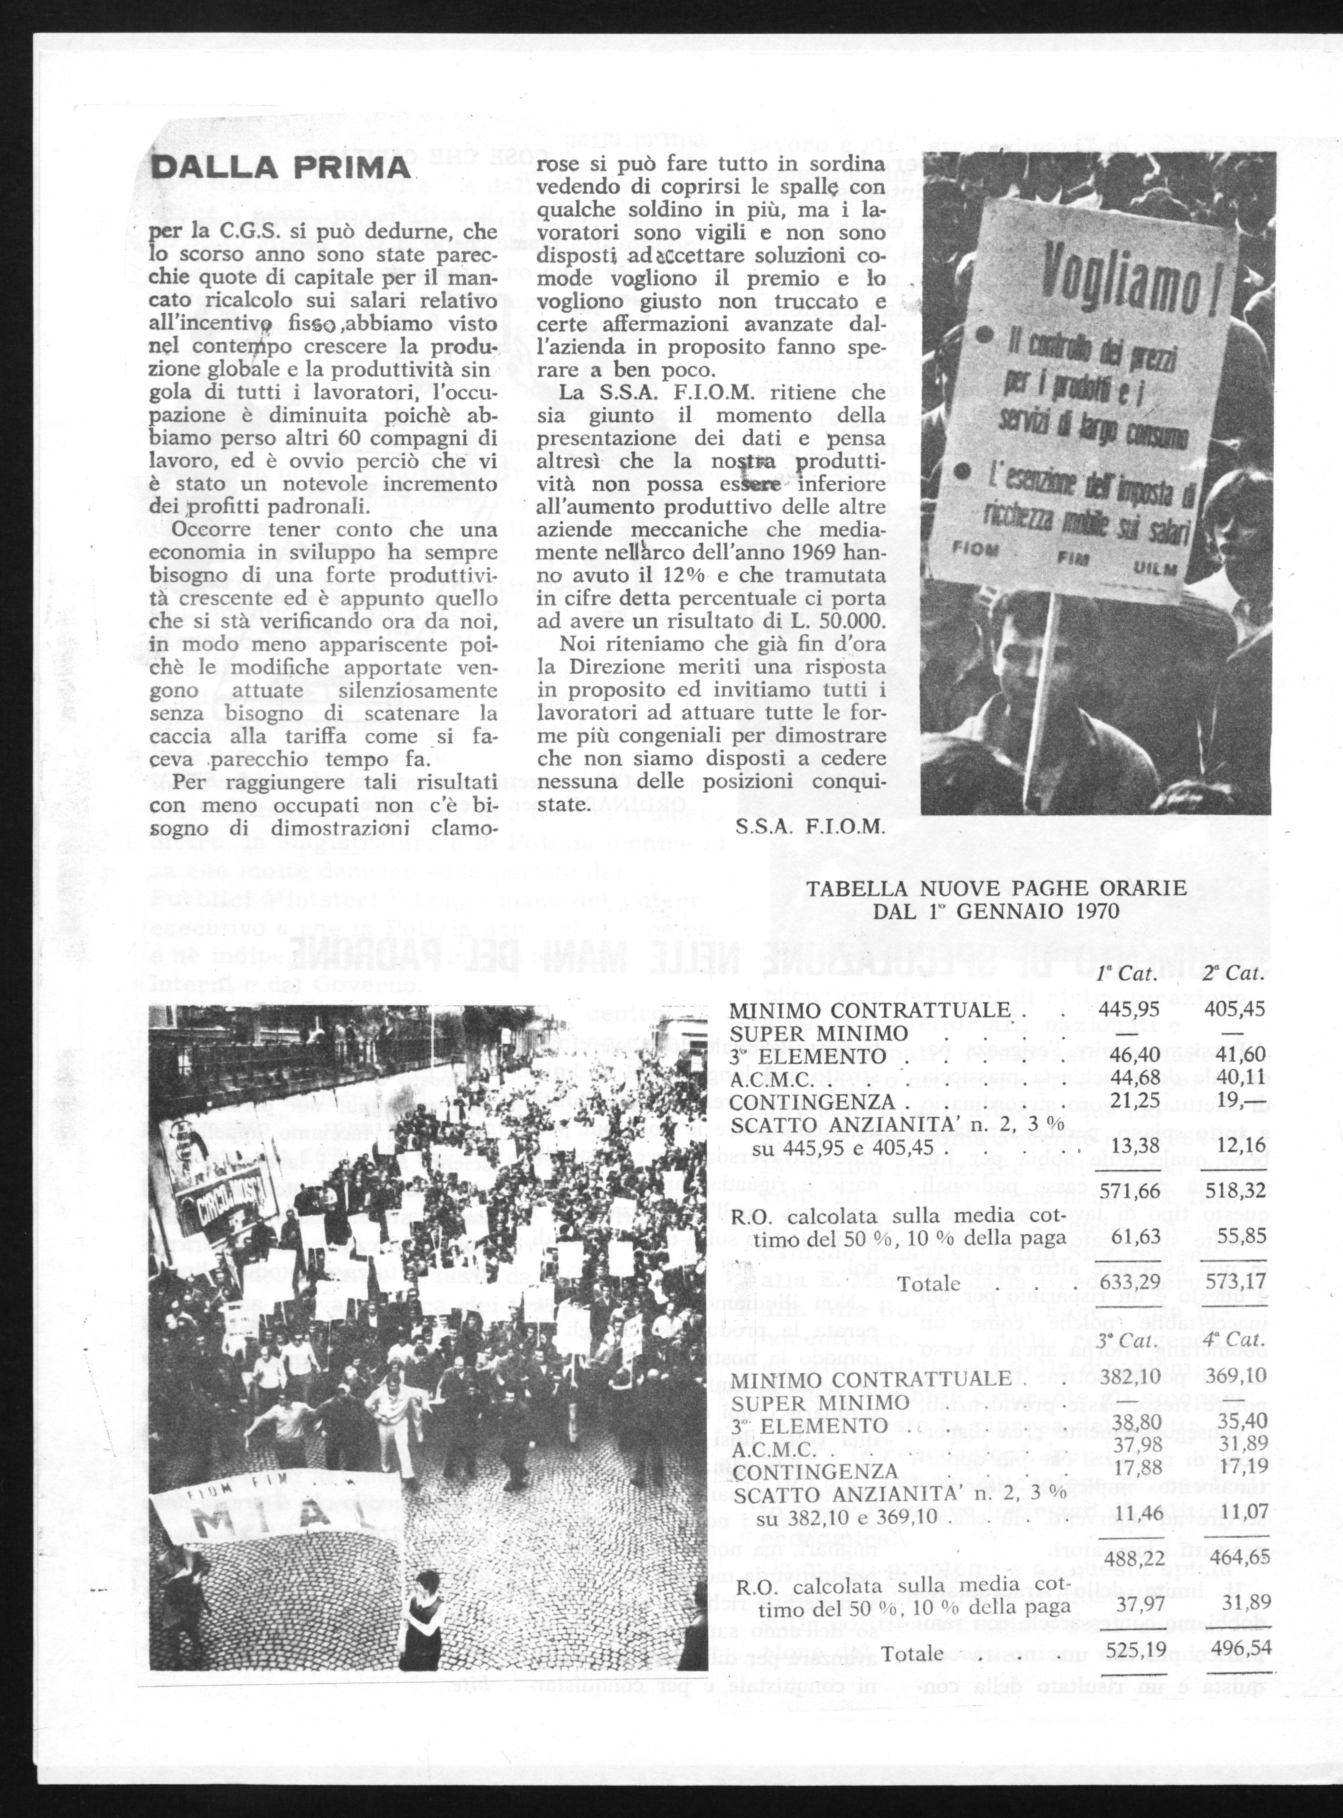 DALLA PRIMA
per la C.G.S. si può dedurne, che
lo scorso anno sono state parec-
chie quote di capitale per il man-
cato ricalcolo sui salari relativo
all'incentivo fisso, abbiamo visto
nel contempo crescere la produ-
zione globale e la produttività sin
gola di tutti i lavoratori, l'occu-
pazione è diminuita poichè ab-
biamo perso altri 60 compagni di
lavoro, ed è ovvio perciò che vi
è stato un notevole incremento
dei profitti padronali.
Occorre tener conto che una
economia in sviluppo ha sempre
bisogno di una forte produttivi-
tà crescente ed è appunto quello
che si stà verificando ora da noi,
in modo meno appariscente poi-
chè le modifiche apportate ven-
gono attuate silenziosamente
senza bisogno di scatenare la
caccia alla tariffa come si fa-
ceva parecchio tempo fa.
Per raggiungere tali risultati
con meno occupati non c'è bi-
sogno di dimostrazioni clamo-
rose si può fare tutto in sordina
vedendo di coprirsi le spalle con
qualche soldino in più, ma i la-
voratori sono vigili e non sono
disposti ad accettare soluzioni co-
mode vogliono il premio e lo
vogliono giusto non truccato e
certe affermazioni avanzate dal-
l'azienda in proposito fanno spe-
rare a ben poco.
La S.S.A. F.I.O.M. ritiene che
sia giunto il momento della
presentazione dei dati e pensa
altresì che la nostra produtti-
vità non possa essere inferiore
all'aumento produttivo delle altre
aziende meccaniche che media-
mente nell'arco dell'anno 1969 han-
no avuto il 12% e che tramutata
in cifre detta percentuale ci porta
ad avere un risultato di L. 50.000.
Noi riteniamo che già fin d'ora
la Direzione meriti una risposta
in proposito ed invitiamo tutti i
lavoratori ad attuare tutte le for-
me più congeniali per dimostrare
che non siamo disposti a cedere
nessuna delle posizioni conqui-
state.
S.S.A. F.I.O.M.
Vogliamo!
● Il controllo dei prezzi
per i prodotti e i
servizi di largo consumo
● L'esenzione dell'imposta di
ricchezza mobile sui salari
FIOM FIM UILM
FIOM FIM
MIAL
TABELLA NUOVE PAGHE ORARIE
DAL 1° GENNAIO 1970
1ª Cat. 2ª Cat.
MINIMO CONTRATTUALE . . 445,95 405,45
SUPER MINIMO — —
3° ELEMENTO . . . . 46,40 41,60
A.C.M.C. . . . . 44,68 40,11
CONTINGENZA . . . . 21,25 19,—
SCATTO ANZIANITA' n. 2, 3 %
su 445,95 e 405,45 . . . 13,38 12,16
571,66 518,32
R.O. calcolata sulla media cot-
timo del 50 %, 10 % della paga 61,63 55,85
Totale . . . . 633,29 573,17
3ª Cat. 4ª Cat.
MINIMO CONTRATTUALE . . 382,10 369,10
SUPER MINIMO — —
3° ELEMENTO . . . . 38,80 35,40
A.C.M.C. . . . . 37,98 31,89
CONTINGENZA . . . . 17,88 17,19
SCATTO ANZIANITA' n. 2, 3 %
su 382,10 e 369,10 . . . 11,46 11,07
488,22 464,65
R.O. calcolata sulla media cot-
timo del 50 %, 10 % della paga 37,97 31,89
Totale . . . . 525,19 496,54